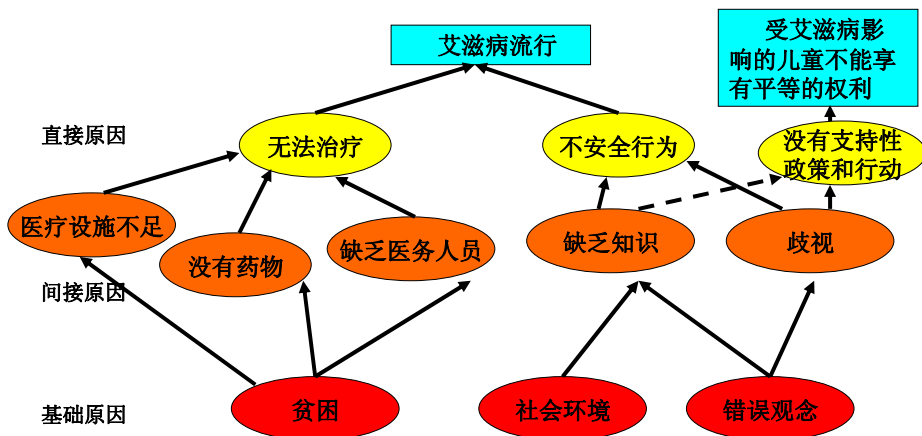 艾滋病流行
受艾滋病影
响的儿童不能享
有平等的权利
直接原因
无法治疗
不安全行为
没有支持性
政策和行动
医疗设施不足
没有药物
缺乏医务人员
缺乏知识
歧视
间接原因
基础原因
贫困
社会环境
错误观念